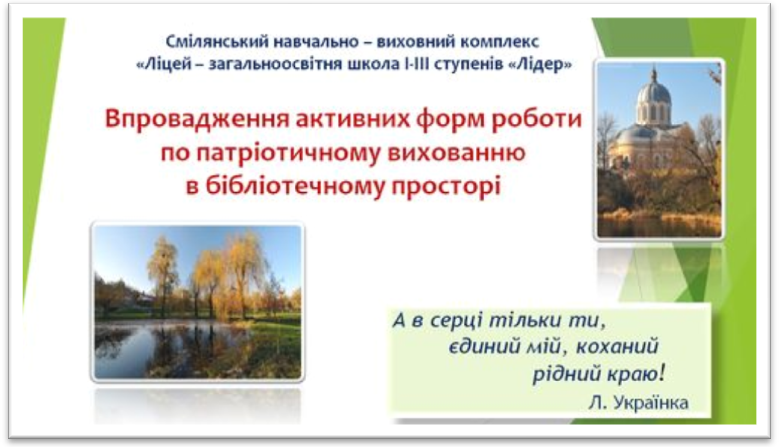 Смілянський навчально – виховний комплекс
«Ліцей – загальноосвітня школа І-ІІІ ступенів «Лідер»
Впровадження активних форм роботи
по патріотичному вихованню
в бібліотечному просторі
А в серці тільки ти,
єдиний мій, коханий
рідний краю!
Л. Українка